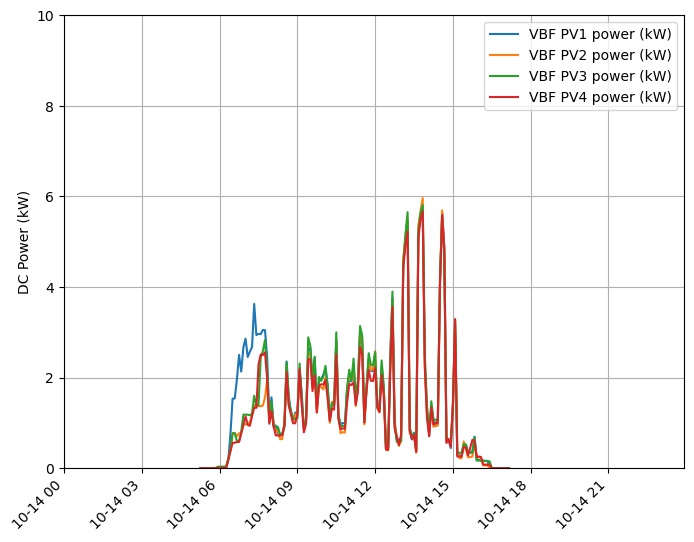 10
8
6
4
2
0
DC Power (kW)
VBF PV1 power (kW)
VBF PV2 power (kW)
VBF PV3 power (kW)
VBF PV4 power (kW)
10-14 00
10-14 03
10-14 06
10-14 09
10-14 12
10-14 15
10-14 18
10-14 21